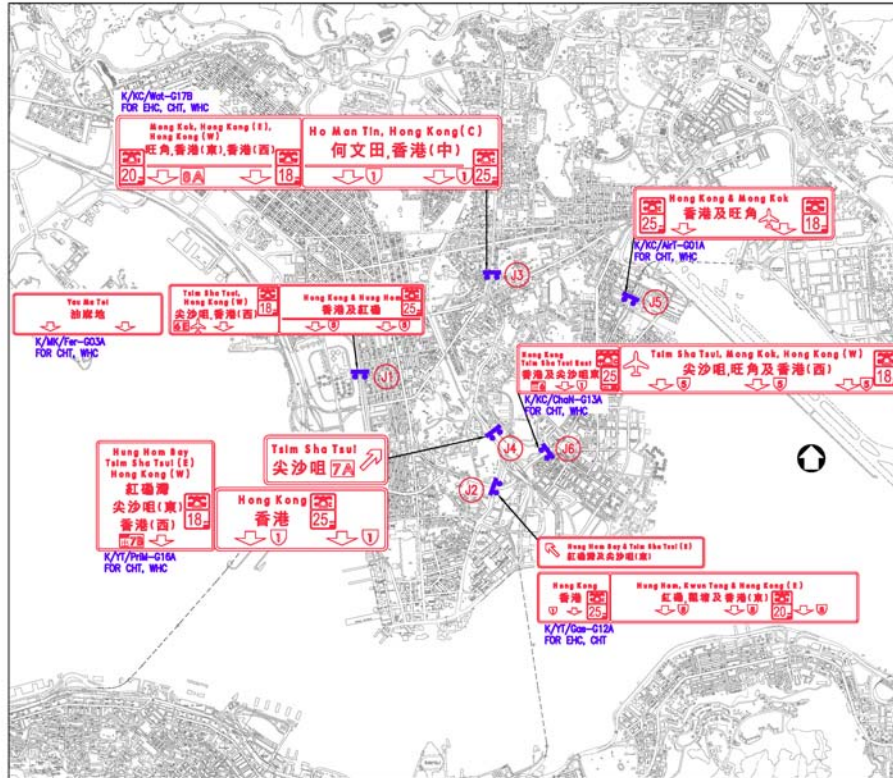 K/KC/Wat-G17B
FOR EHC, CHT, WHC
Mong Kok, Hong Kong (E),
Hong Kong (W)
旺角,香港(東),香港(西)
20
6A
18
Ho Man Tin, Hong Kong(C)
何文田,香港(中)
1
1
25
Hong Kong & Mong Kok
香港及旺角
25
18
K/KC/AirT-G01A
FOR CHT, WHC
J3
J5
Yau Ma Tei
油麻地
K/MK/Fer-G03A
FOR CHT, WHC
Tsim Sha Tsui,
Hong Kong (W)
尖沙咀,香港(西)
18
Hong Kong & Hung Hom
香港及紅磡
25
J1
Hong Kong
Tsim Sha Tsui East
香港及尖沙咀東
25
1
Tsim Sha Tsui, Mong Kok, Hong Kong (W)
尖沙咀,旺角及香港(西)
5
5
5
18
K/KC/ChaN-G13A
FOR CHT, WHC
J4
J6
J2
Tsim Sha Tsui
尖沙咀 7A
Hung Hom Bay
Tsim Sha Tsui (E)
Hong Kong (W)
紅磡灣
尖沙咀(東)
香港(西)
18
7B
Hong Kong
香港
25
1
1
K/YT/PriM-G16A
FOR CHT, WHC
Hung Hom Bay & Tsim Sha Tsui (E)
紅磡灣及尖沙咀(東)
Hong Kong
香港
1
25
Hung Hom, Kwun Tong & Hong Kong (E)
紅磡,觀塘及香港(東)
20
K/YT/Gas-G12A
FOR EHC, CHT